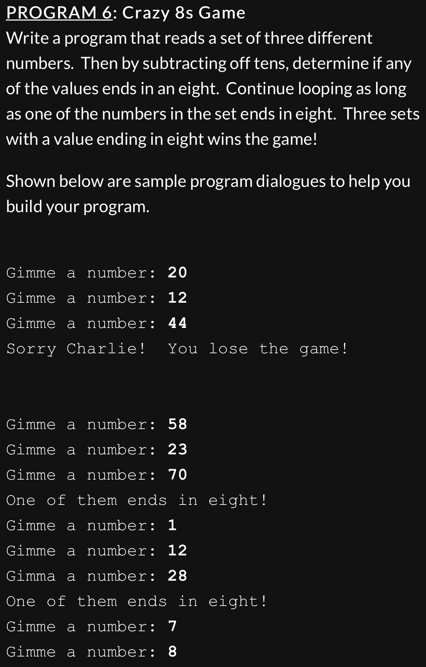 PROGRAM 6: Crazy 8s Game
Write a program that reads a set of three different
numbers. Then by subtracting off tens, determine if any
of the values ends in an eight. Continue looping as long
as one of the numbers in the set ends in eight. Three sets
with a value ending in eight wins the game!
Shown below are sample program dialogues to help you
build your program.
Gimme a number: 20
Gimme a number: 12
Gimme a number: 44
Sorry Charlie! You lose the game!
Gimme a number: 58
Gimme a number: 23
Gimme a number: 70
One of them ends in eight!
Gimme a number: 1
Gimme a number: 12
Gimma a number: 28
One of them ends in eight!
Gimme a number: 7
Gimme a number: 8